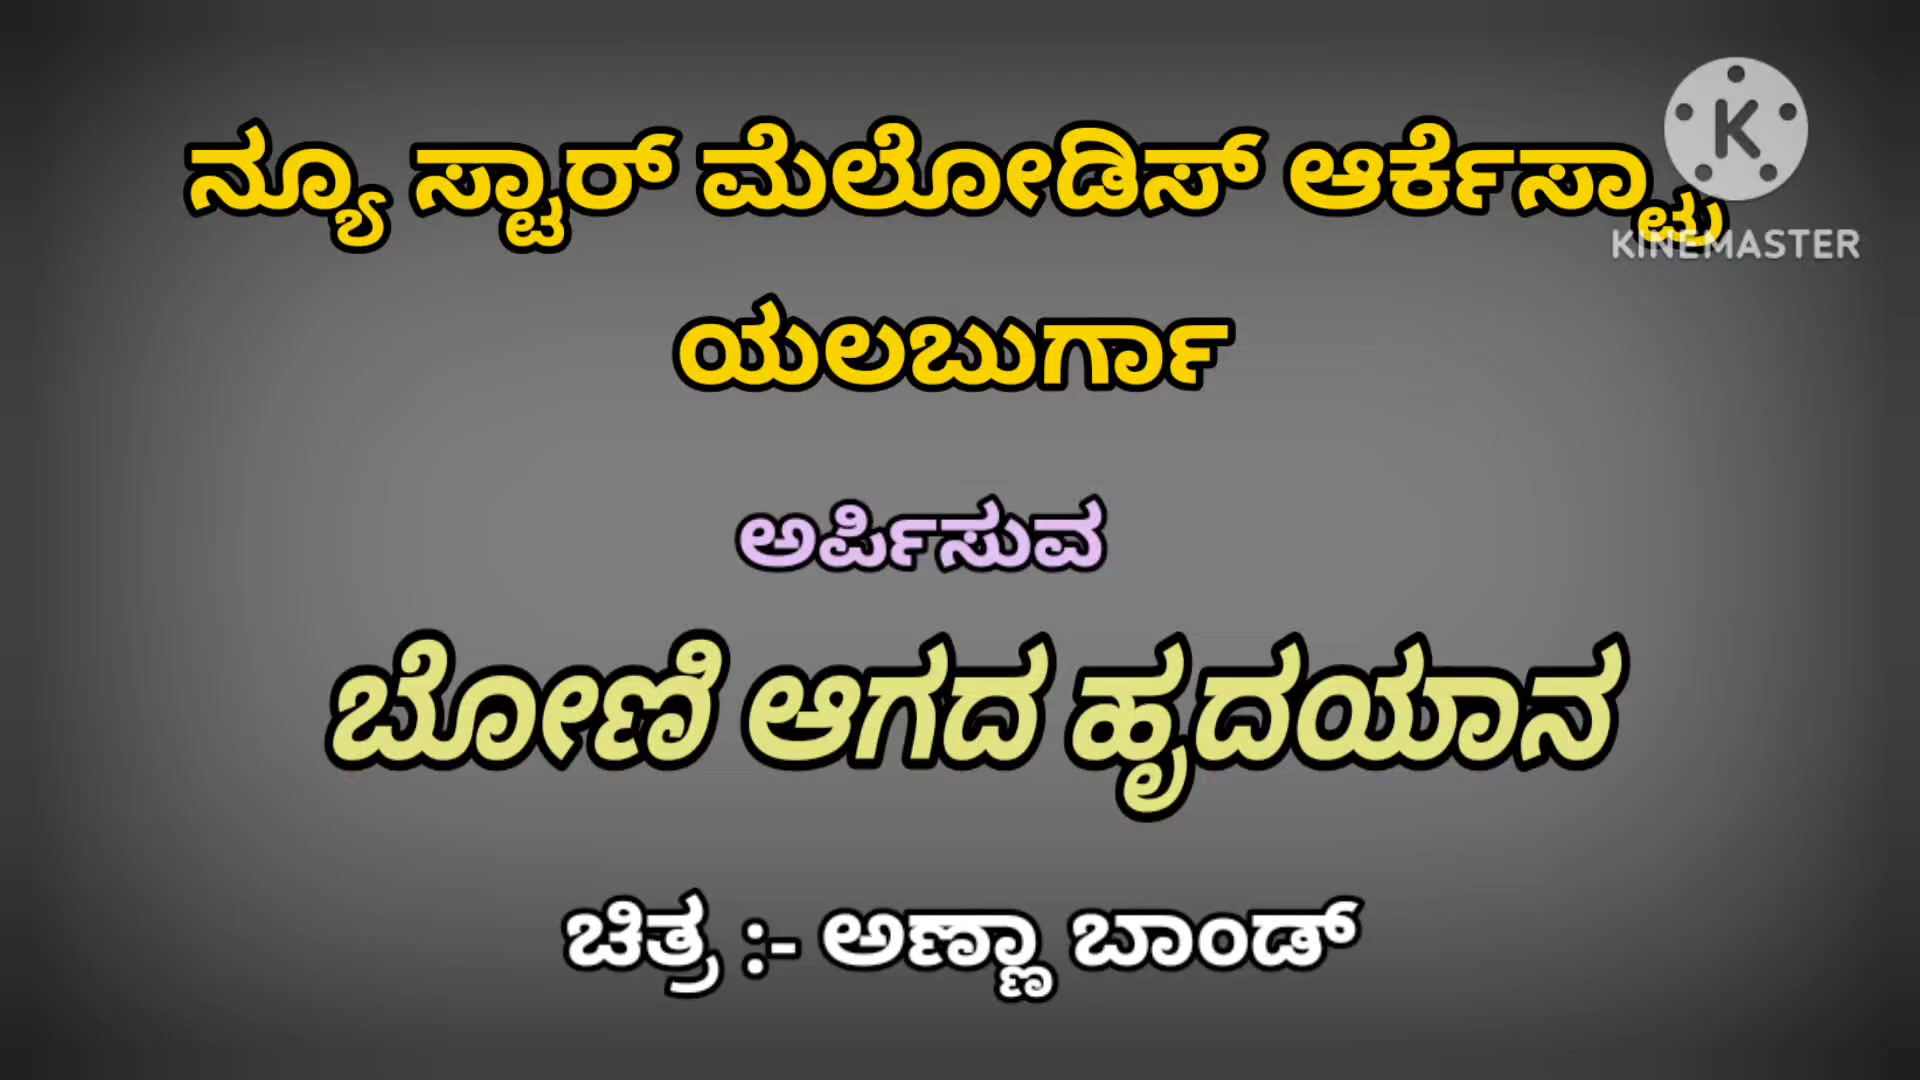 ನ್ಯೂ ಸ್ಟಾರ್ ಮೆಲೋಡಿಸ್ ಆರ್ಕೆಸ್ಟ್ರಾ
K
KINEMASTER
ಯಲಬುರ್ಗಾ
ಅರ್ಪಿಸುವ
ಬೋಣಿ ಆಗದ ಹೃದಯಾನ
ಚಿತ್ರ :- ಅಣ್ಣಾ ಬಾಂಡ್